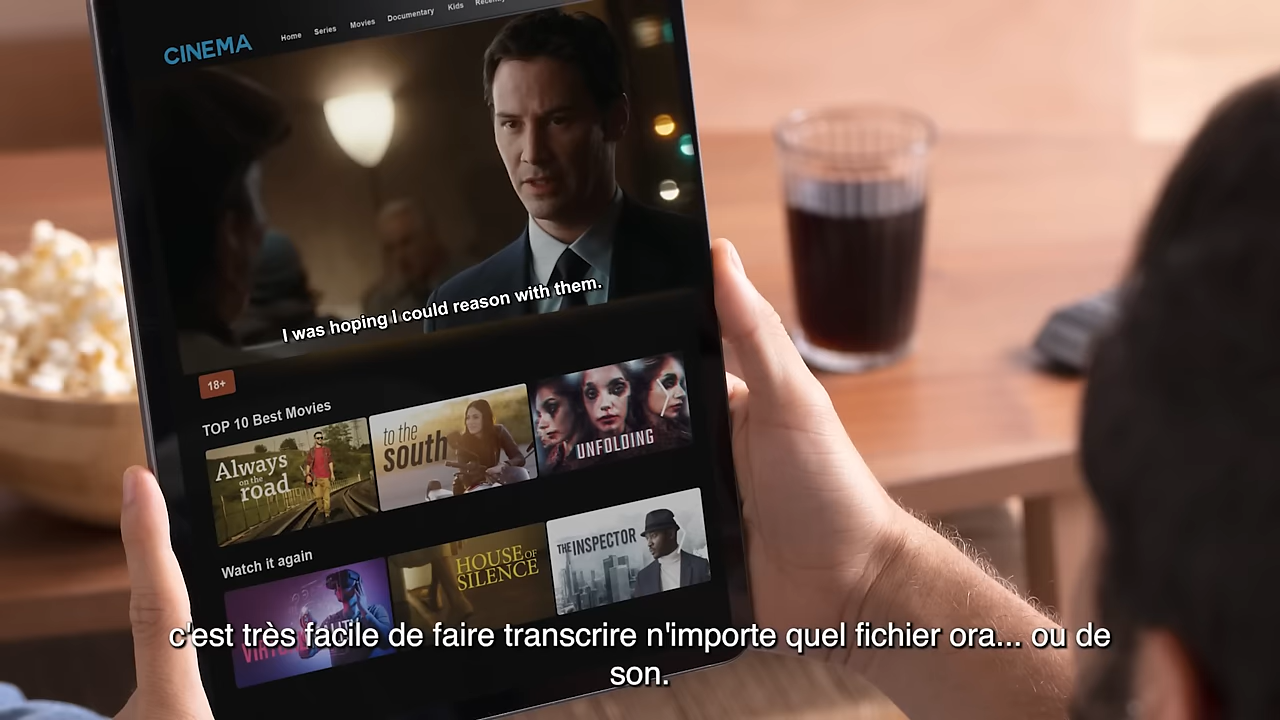 CINEMA
Home Series Movies Documentary Kids
I was hoping I could reason with them.
18+
TOP 10 Best Movies
Always
on the
road
to the
south
UNFOLDING
Watch it again
HOUSE OF
SILENCE
THE INSPECTOR
c'est très facile de faire transcrire n'importe quel fichier ora... ou de
son.